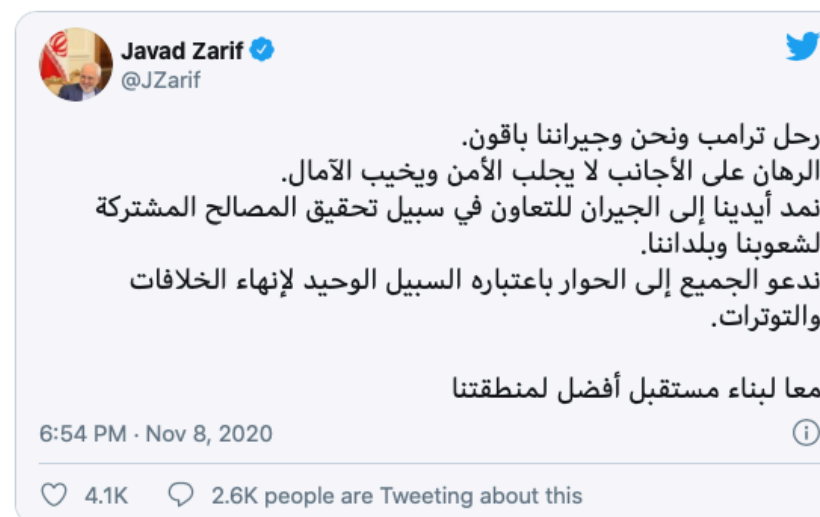 Javad Zarif
@JZarif
رحل ترامب ونحن وجيراننا باقون.
الرهان على الأجانب لا يجلب الأمن ويخيب الآمال.
نمد أيدينا إلى الجيران للتعاون في سبيل تحقيق المصالح المشتركة
لشعوبنا وبلداننا.
ندعو الجميع إلى الحوار باعتباره السبيل الوحيد لإنهاء الخلافات
والتوترات.
معا لبناء مستقبل أفضل لمنطقتنا
6:54 PM · Nov 8, 2020
4.1K 2.6K people are Tweeting about this